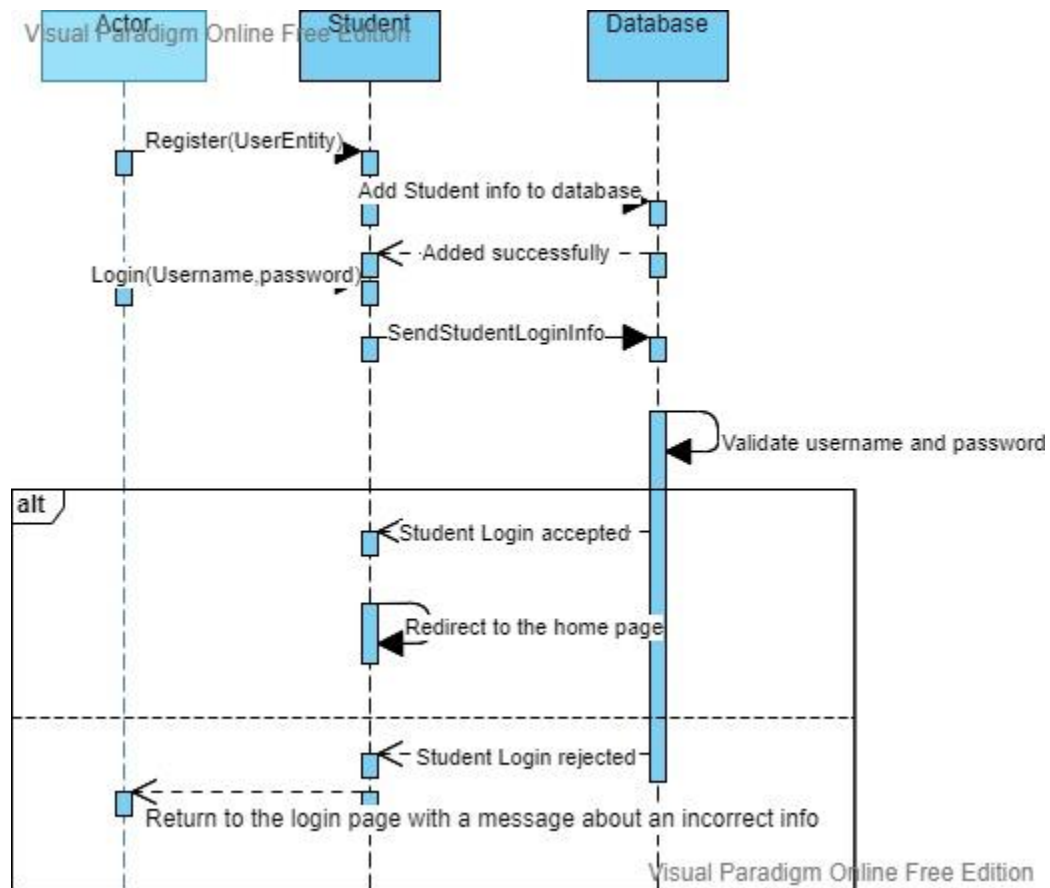 Actor
Student
Database
Visual Paradigm Online Free Edition
Register(UserEntity)
Add Student info to database
Added successfully
Login(Username,password)
SendStudentLoginInfo
Validate username and password
alt
Student Login accepted
Redirect to the home page
Student Login rejected
Return to the login page with a message about an incorrect info
Visual Paradigm Online Free Edition